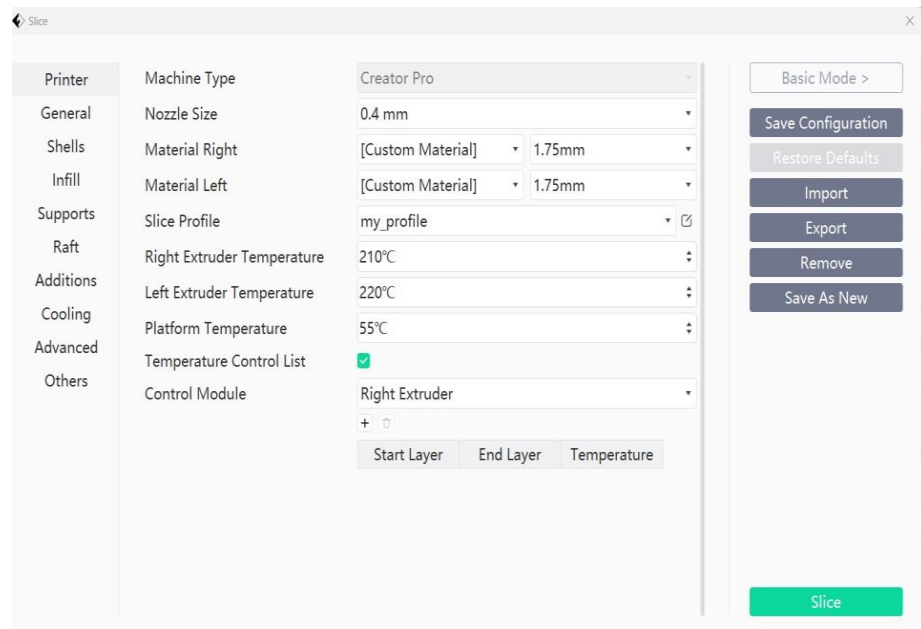 Slice
Printer
General
Shells
Infill
Supports
Raft
Additions
Cooling
Advanced
Others
Machine Type Creator Pro
Nozzle Size 0.4 mm
Material Right [Custom Material] 1.75mm
Material Left [Custom Material] 1.75mm
Slice Profile my_profile
Right Extruder Temperature 210℃
Left Extruder Temperature 220℃
Platform Temperature 55℃
Temperature Control List
Control Module Right Extruder
+
Start Layer End Layer Temperature
Basic Mode >
Save Configuration
Restore Defaults
Import
Export
Remove
Save As New
Slice